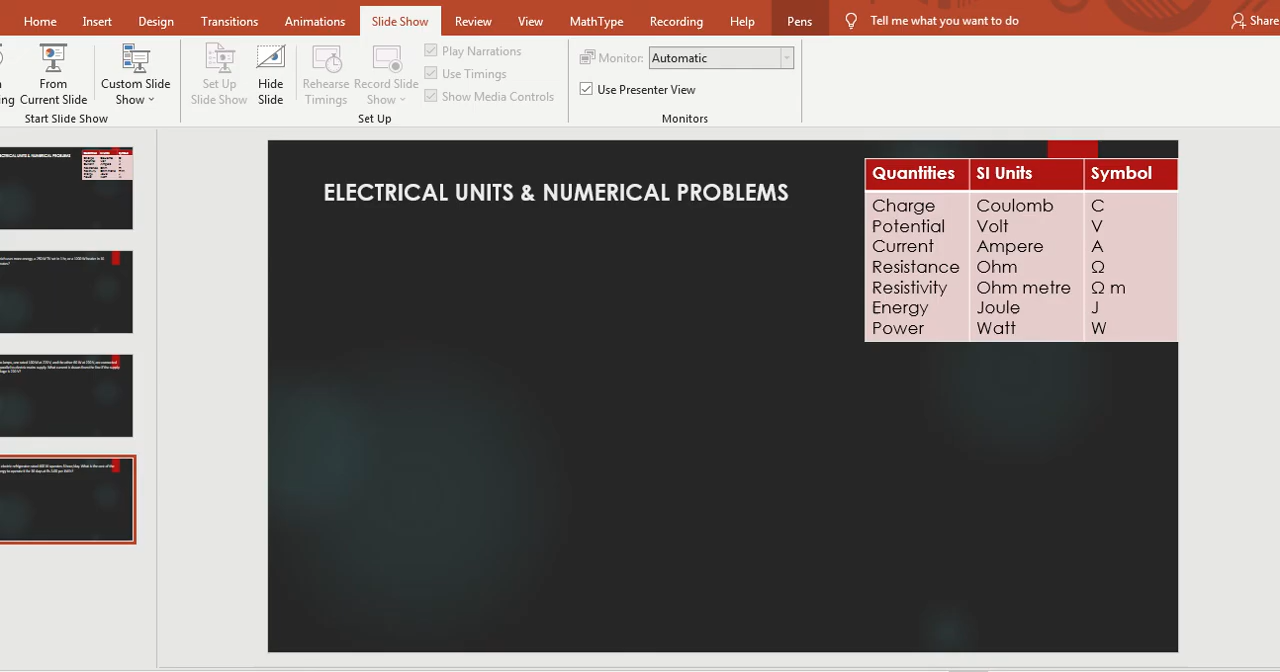 Home Insert Design Transitions Animations Slide Show Review View MathType Recording Help Pens Tell me what you want to do Share
From Current Slide
Custom Slide Show
Start Slide Show
Set Up Slide Show
Hide Slide
Rehearse Timings
Record Slide Show
Play Narrations
Use Timings
Show Media Controls
Set Up
Monitor: Automatic
Use Presenter View
Monitors
ELECTRICAL UNITS & NUMERICAL PROBLEMS
Quantities SI Units Symbol
Charge Coulomb C
Potential Volt V
Current Ampere A
Resistance Ohm Ω
Resistivity Ohm metre Ω m
Energy Joule J
Power Watt W